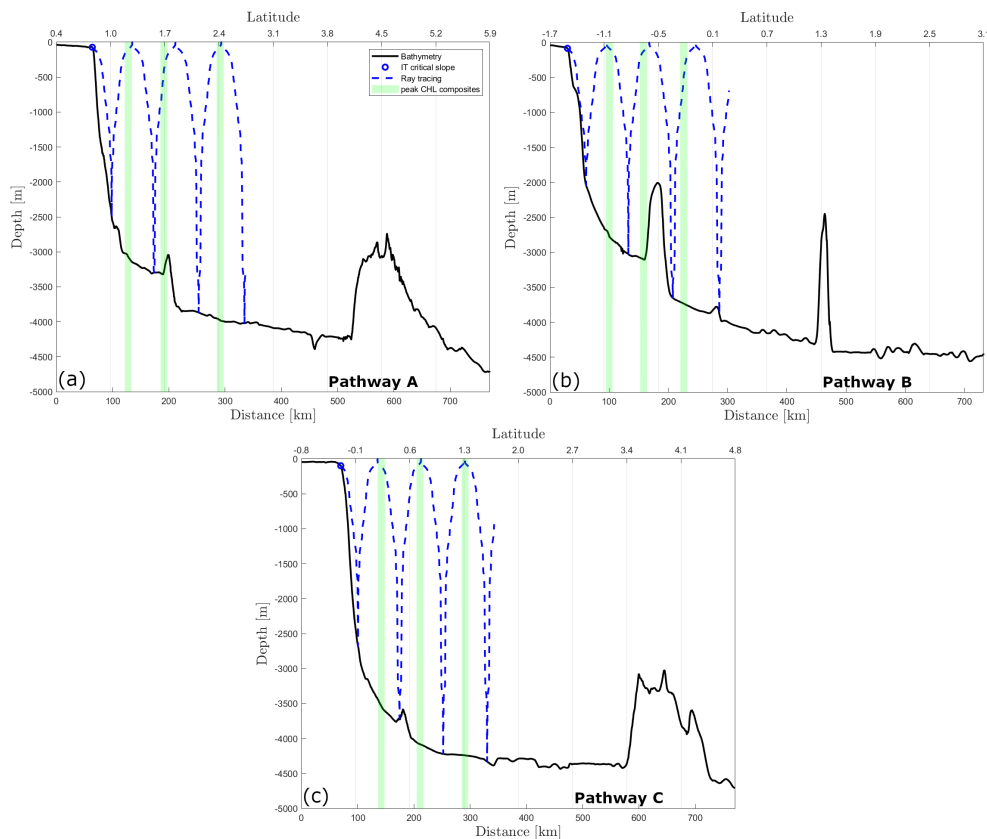 Latitude
0.4 1.0 1.7 2.4 3.1 3.8 4.5 5.2 5.9
0
-500
-1000
-1500
-2000
-2500
-3000
-3500
-4000
-4500
-5000
Depth [m]
Bathymetry
IT critical slope
Ray tracing
peak CHL composites
(a)
Pathway A
0 100 200 300 400 500 600 700
Distance [km]
Latitude
-1.7 -1.1 -0.5 0.1 0.7 1.3 1.9 2.5
0
-500
-1000
-1500
-2000
-2500
-3000
-3500
-4000
-4500
-5000
Depth [m]
(b)
Pathway B
0 100 200 300 400 500 600 700
Distance [km]
Latitude
-0.8 -0.1 0.6 1.3 2.0 2.7 3.4 4.1 4.8
0
-500
-1000
-1500
-2000
-2500
-3000
-3500
-4000
-4500
-5000
Depth [m]
(c)
Pathway C
0 100 200 300 400 500 600 700
Distance [km]